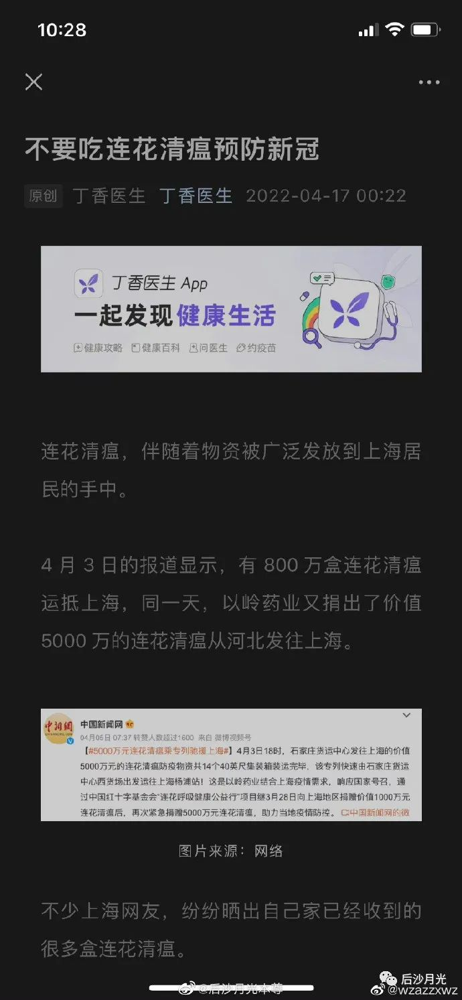 10:28
不要吃连花清瘟预防新冠
原创 丁香医生 丁香医生 2022-04-17 00:22
丁香医生 App
一起发现健康生活
健康攻略 健康百科 问医生 约疫苗
连花清瘟，伴随着物资被广泛发放到上海居
民的手中。
4 月 3 日的报道显示，有 800 万盒连花清瘟
运抵上海，同一天，以岭药业又捐出了价值
5000 万的连花清瘟从河北发往上海。
中新網
CHINANEWS.COM
中国新闻网
04月05日 07:37 转赞人数超过1600 来自 微博视频号
【#5000万元连花清瘟乘专列驰援上海#】4月3日18时，石家庄货运中心发往上海的价值
5000万元的连花清瘟防疫物资共14个40英尺集装箱装运完毕，该专列快速由石家庄货运
中心西货场出发运往上海杨浦站！这是以岭药业结合上海疫情需求，响应国家号召，通
过中国红十字基金会“连花呼吸健康公益行”项目继3月28日向上海地区捐赠价值1000万元
连花清瘟后，再次紧急捐赠5000万元连花清瘟，助力当地疫情防控。 中国新闻网的微
图片来源：网络
不少上海网友，纷纷晒出自己家已经收到的
很多盒连花清瘟。
@后沙月光本尊
后沙月光
@wzazzxwz